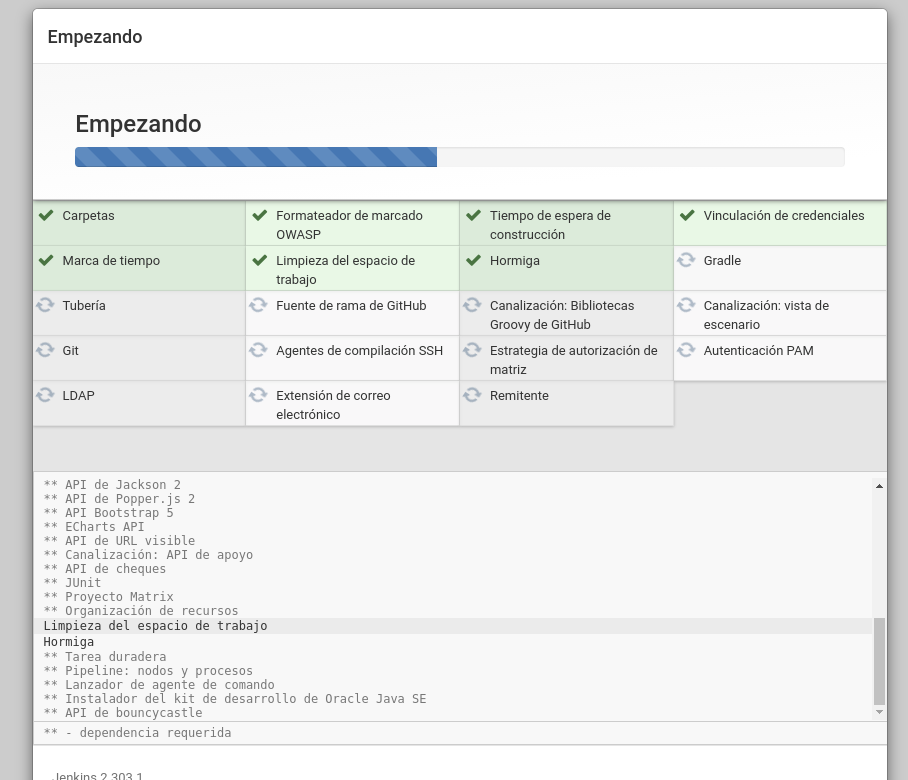 Empezando
Empezando
Carpetas
Formateador de marcado
OWASP
Tiempo de espera de
construcción
Vinculación de credenciales
Marca de tiempo
Limpieza del espacio de
trabajo
Hormiga
Gradle
Tubería
Fuente de rama de GitHub
Canalización: Bibliotecas
Groovy de GitHub
Canalización: vista de
escenario
Git
Agentes de compilación SSH
Estrategia de autorización de
matriz
Autenticación PAM
LDAP
Extensión de correo
electrónico
Remitente
** API de Jackson 2
** API de Popper.js 2
** API Bootstrap 5
** ECharts API
** API de URL visible
** Canalización: API de apoyo
** API de cheques
** JUnit
** Proyecto Matrix
** Organización de recursos
Limpieza del espacio de trabajo
Hormiga
** Tarea duradera
** Pipeline: nodos y procesos
** Lanzador de agente de comando
** Instalador del kit de desarrollo de Oracle Java SE
** API de bouncycastle
** - dependencia requerida
Jenkins 2.303.1